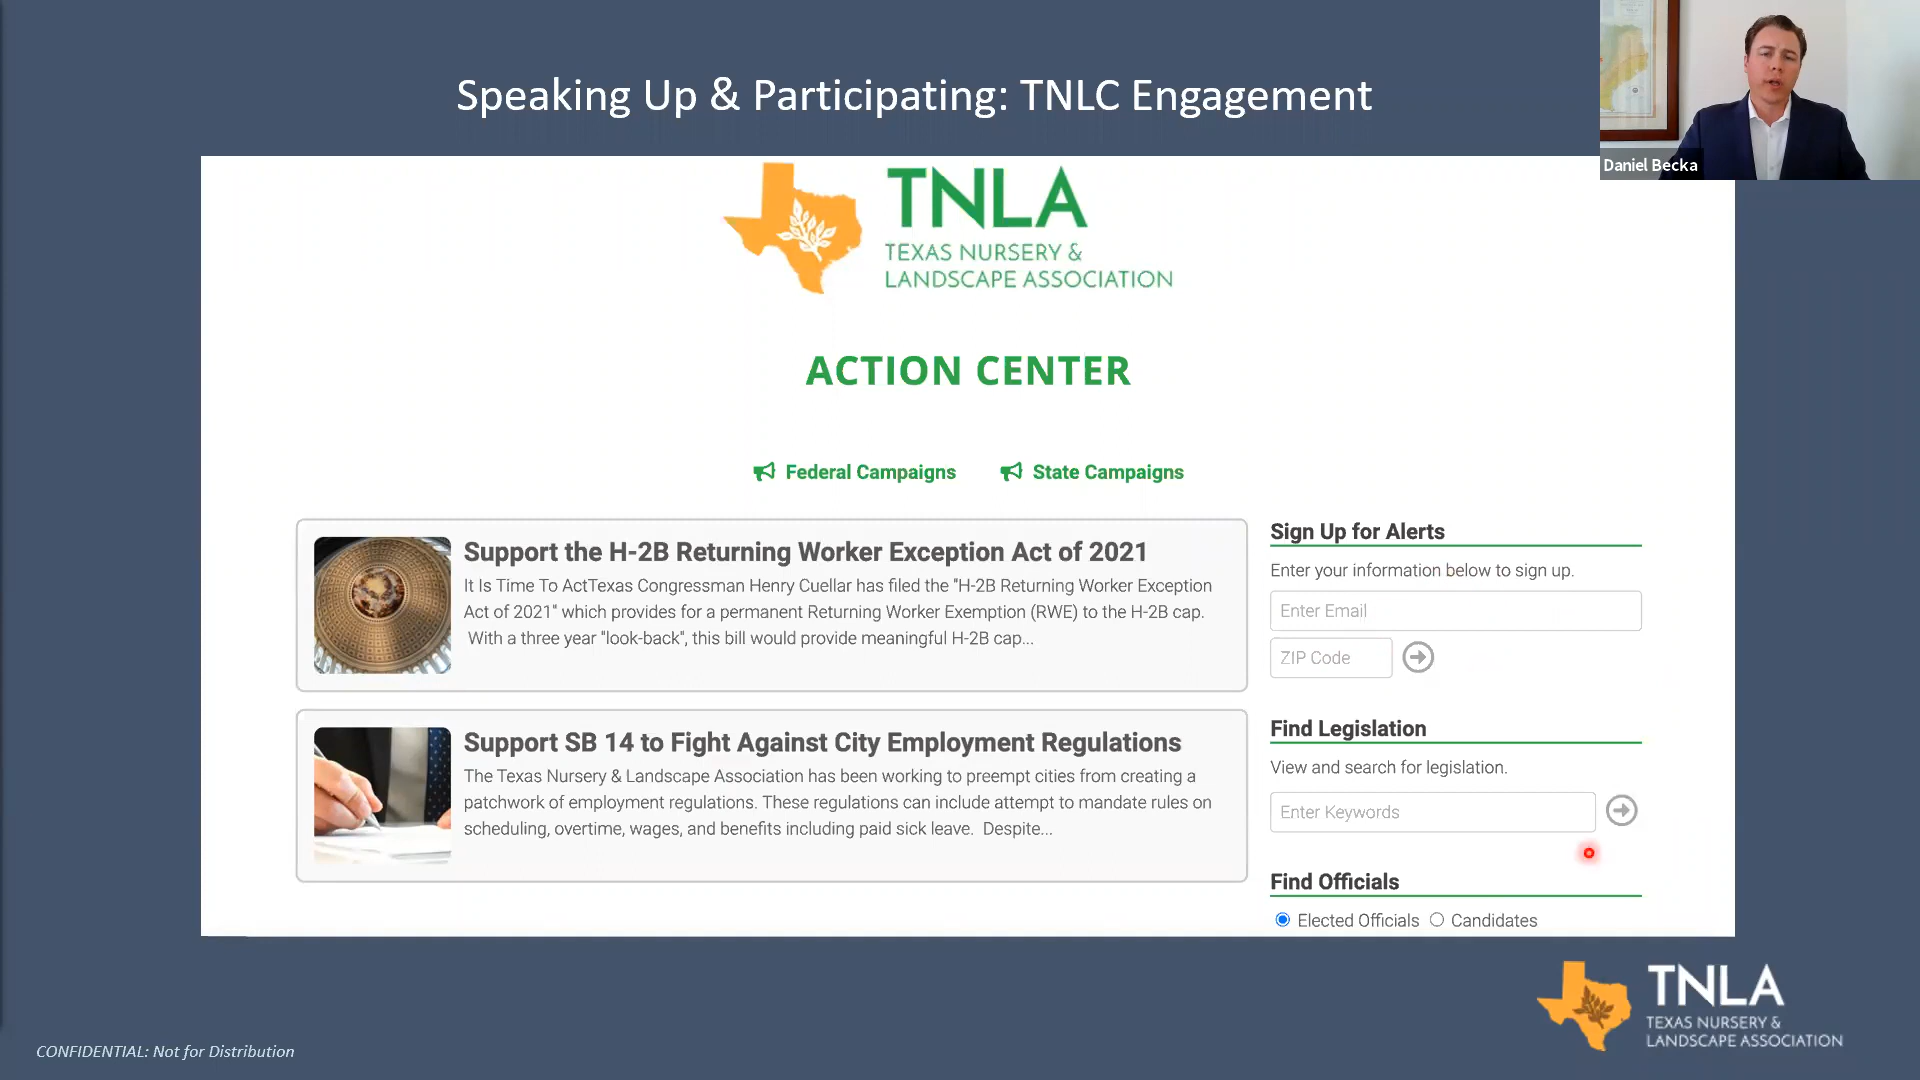 Speaking Up & Participating: TNLC Engagement
Daniel Becka
TNLA
TEXAS NURSERY &
LANDSCAPE ASSOCIATION
ACTION CENTER
Federal Campaigns
State Campaigns
Support the H-2B Returning Worker Exception Act of 2021
It Is Time To ActTexas Congressman Henry Cuellar has filed the "H-2B Returning Worker Exception
Act of 2021" which provides for a permanent Returning Worker Exemption (RWE) to the H-2B cap.
With a three year "look-back", this bill would provide meaningful H-2B cap...
Support SB 14 to Fight Against City Employment Regulations
The Texas Nursery & Landscape Association has been working to preempt cities from creating a
patchwork of employment regulations. These regulations can include attempt to mandate rules on
scheduling, overtime, wages, and benefits including paid sick leave. Despite...
Sign Up for Alerts
Enter your information below to sign up.
Enter Email
ZIP Code
Find Legislation
View and search for legislation.
Enter Keywords
Find Officials
Elected Officials
Candidates
TNLA
TEXAS NURSERY &
LANDSCAPE ASSOCIATION
CONFIDENTIAL: Not for Distribution